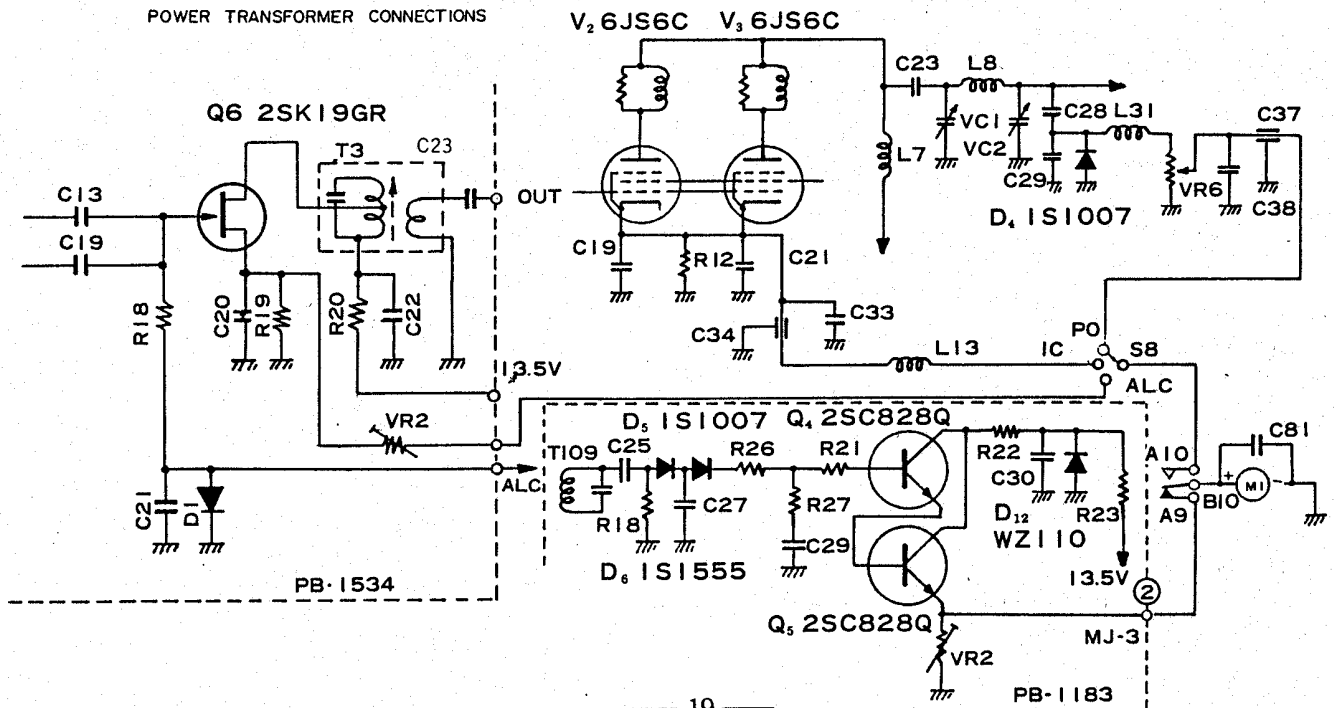 POWER TRANSFORMER CONNECTIONS
V2 6JS6C
V3 6JS6C
Q6 2SK19GR
T3
C23
OUT
C13
C19
R18
C20
R19
R20
C22
13.5V
VR2
ALC
C21
D1
PB-1534
C23
L8
L7
VC1
VC2
C28
L31
C29
D4 1S1007
VR6
C37
C38
C19
R12
C21
C34
C33
L13
PO
IC
S8
ALC
D5 1S1007
Q4 2SC828Q
T109
C25
R26
R21
R18
C27
R27
C29
D6 1S1555
R22
C30
D12
WZ110
R23
13.5V
Q5 2SC828Q
VR2
2
MJ-3
PB-1183
A10
A9
B10
+
M1
-
C81
19